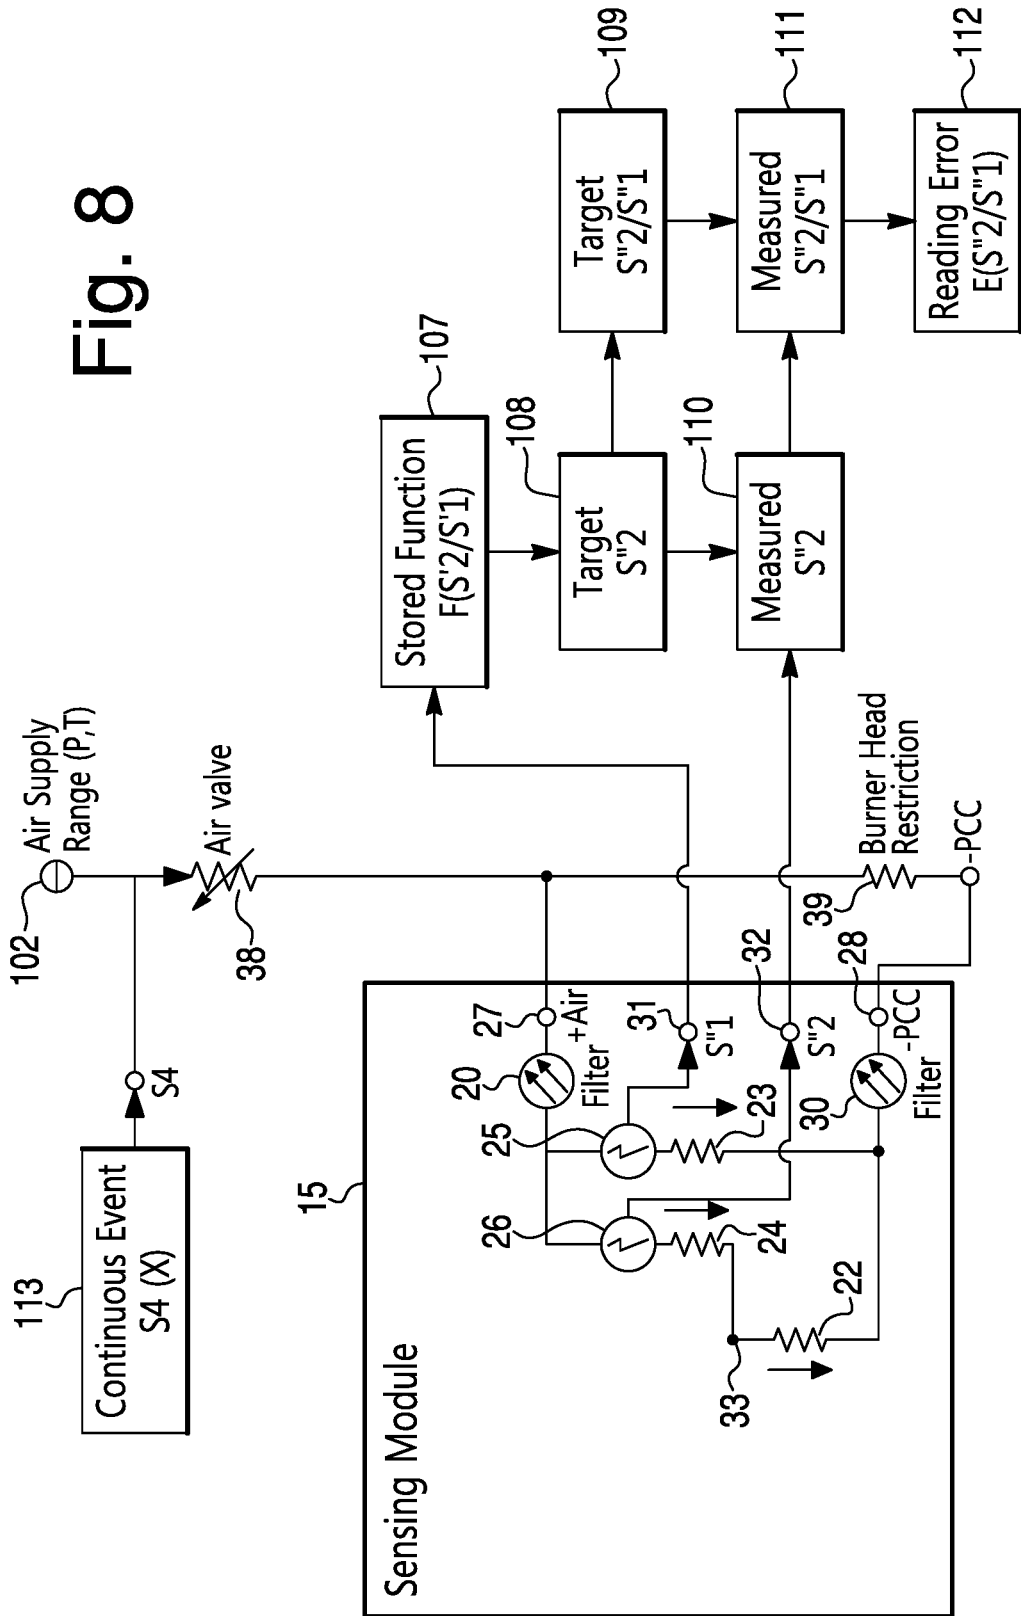 Fig. 8
102
Air Supply
Range (P,T)
113
Continuous Event
S4 (X)
S4
Air valve
38
107
Stored Function
F(S'2/S'1)
108
Target
S"2
109
Target
S"2/S"1
110
Measured
S"2
111
Measured
S"2/S"1
112
Reading Error
E(S"2/S"1)
15
Sensing Module
20
Filter
27
+Air
25
26
31
S"1
23
24
32
S"2
33
22
30
Filter
28
-PCC
39
Burner Head
Restriction
-PCC